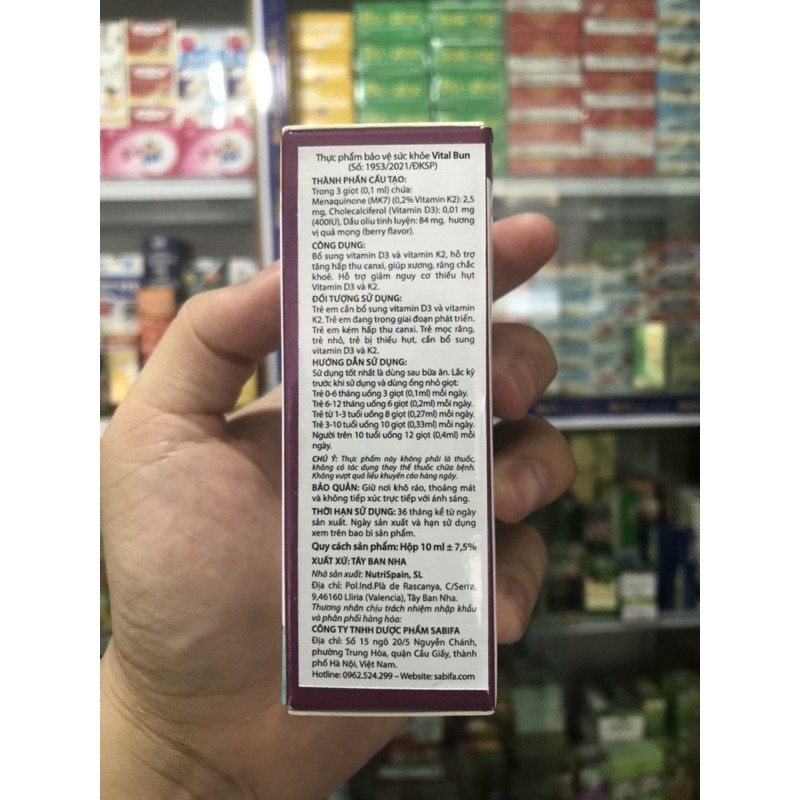 Thực phẩm bảo vệ sức khỏe Vital Bun
(Số: 1953/2021/ĐKSP)
THÀNH PHẦN CẤU TẠO:
Trong 3 giọt (0,1 ml) chứa:
Menaquinone (MK7) (0,2% Vitamin K2): 2,5
mg, Cholecalciferol (Vitamin D3): 0,01 mg
(400IU), Dầu oliu tinh luyện: 84 mg, hương
vị quả mọng (berry flavor).
CÔNG DỤNG:
Bổ sung vitamin D3 và vitamin K2, hỗ trợ
tăng hấp thu canxi, giúp xương, răng chắc
khoẻ. Hỗ trợ giảm nguy cơ thiếu hụt
Vitamin D3 và K2.
ĐỐI TƯỢNG SỬ DỤNG:
Trẻ em cần bổ sung vitamin D3 và vitamin
K2. Trẻ em đang trong giai đoạn phát triển.
Trẻ em kém hấp thu canxi. Trẻ mọc răng,
trẻ nhỏ, trẻ bị thiếu hụt, cần bổ sung
vitamin D3 và K2.
HƯỚNG DẪN SỬ DỤNG:
Sử dụng tốt nhất là dùng sau bữa ăn. Lắc kỹ
trước khi sử dụng và dùng ống nhỏ giọt:
Trẻ 0-6 tháng uống 3 giọt (0,1ml) mỗi ngày.
Trẻ 6-12 tháng uống 6 giọt (0,2ml) mỗi ngày.
Trẻ từ 1-3 tuổi uống 8 giọt (0,27ml) mỗi ngày.
Trẻ 3-10 tuổi uống 10 giọt (0,33ml) mỗi ngày.
Người trên 10 tuổi uống 12 giọt (0,4ml) mỗi
ngày.
CHÚ Ý: Thực phẩm này không phải là thuốc,
không có tác dụng thay thế thuốc chữa bệnh.
Không vượt quá liều khuyến cáo hàng ngày.
BẢO QUẢN: Giữ nơi khô ráo, thoáng mát
và không tiếp xúc trực tiếp với ánh sáng.
THỜI HẠN SỬ DỤNG: 36 tháng kể từ ngày
sản xuất. Ngày sản xuất và hạn sử dụng
xem trên bao bì sản phẩm.
Quy cách sản phẩm: Hộp 10 ml ± 7,5%
XUẤT XỨ: TÂY BAN NHA
Nhà sản xuất: NutriSpain, SL
Địa chỉ: Pol.Ind.Plà de Rascanya, C/Serra,
9,46160 Lliria (Valencia), Tây Ban Nha.
Thương nhân chịu trách nhiệm nhập khẩu
và phân phối hàng hóa:
CÔNG TY TNHH DƯỢC PHẨM SABIFA
Địa chỉ: Số 15 ngõ 20/5 Nguyễn Chánh,
phường Trung Hòa, quận Cầu Giấy, thành
phố Hà Nội, Việt Nam.
Hotline: 0962.524.299 – Website: sabifa.com